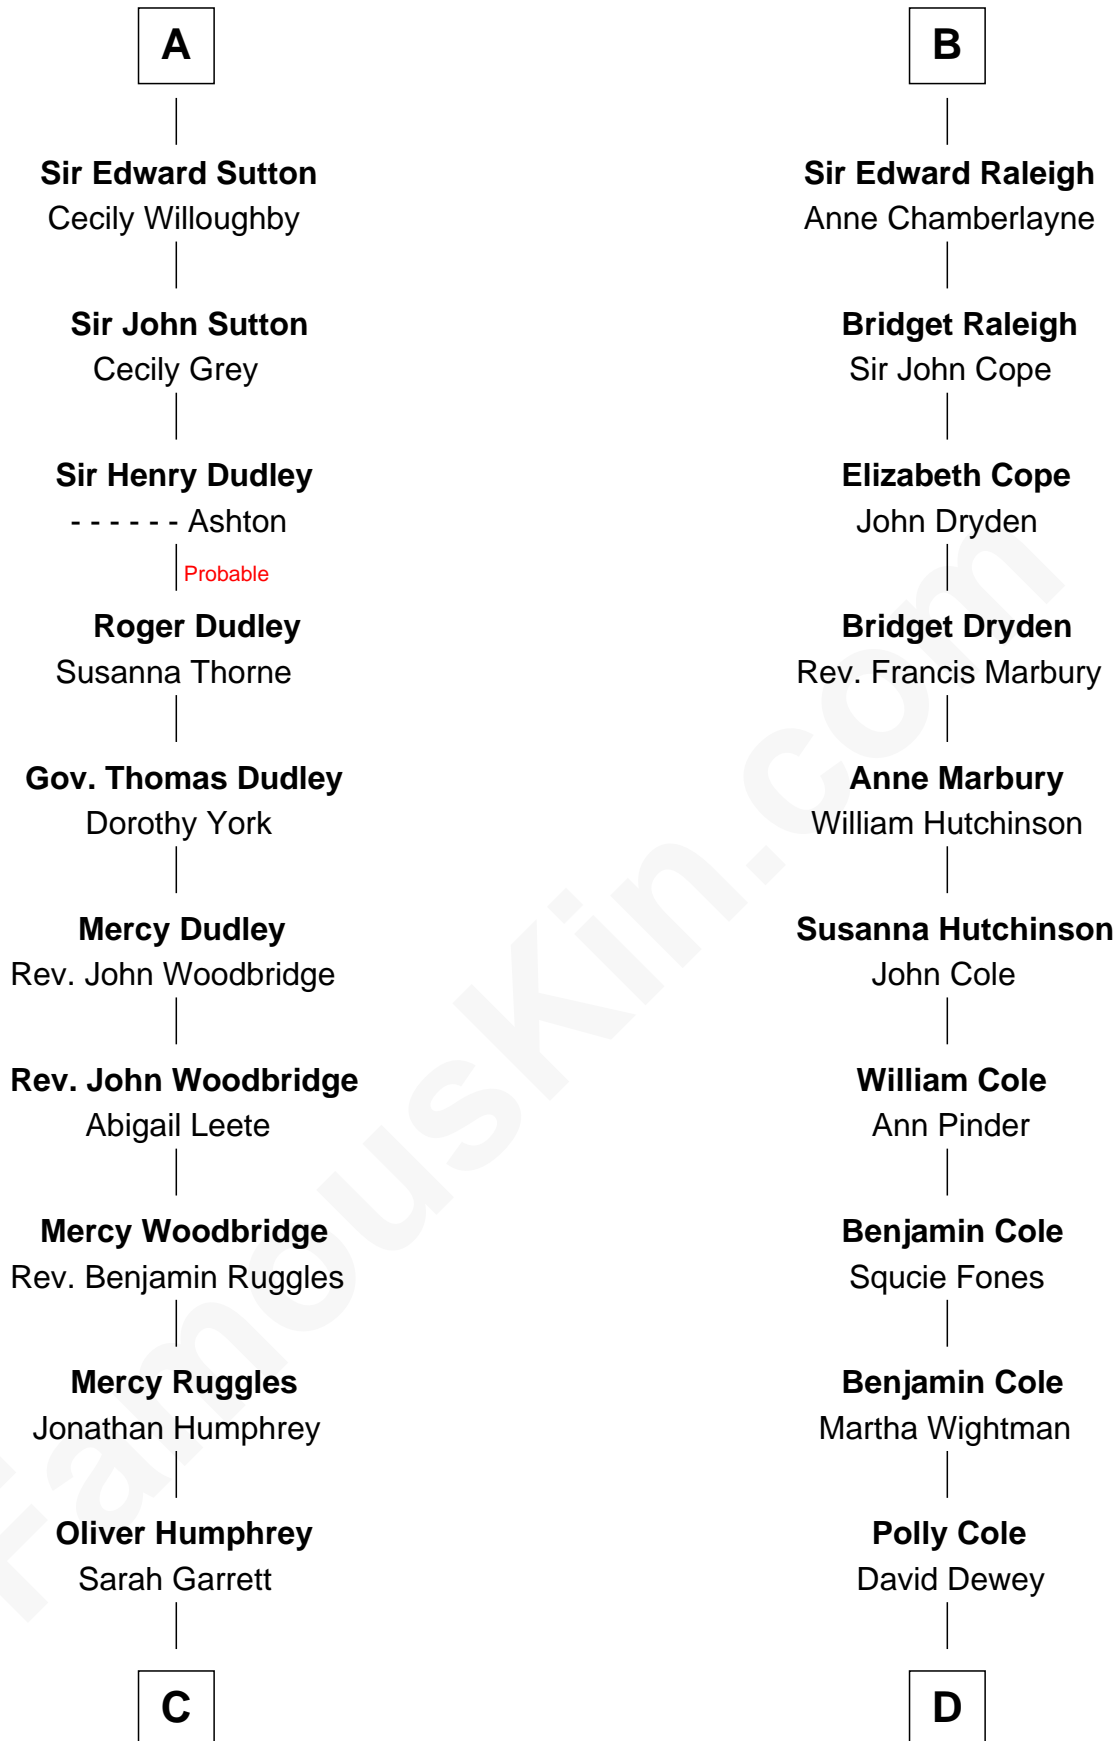 A
Sir Edward Sutton
Cecily Willoughby
Sir John Sutton
Cecily Grey
Sir Henry Dudley
- - - - - - Ashton
Probable
Roger Dudley
Susanna Thorne
Gov. Thomas Dudley
Dorothy York
Mercy Dudley
Rev. John Woodbridge
Rev. John Woodbridge
Abigail Leete
Mercy Woodbridge
Rev. Benjamin Ruggles
Mercy Ruggles
Jonathan Humphrey
Oliver Humphrey
Sarah Garrett
C
B
Sir Edward Raleigh
Anne Chamberlayne
Bridget Raleigh
Sir John Cope
Elizabeth Cope
John Dryden
Bridget Dryden
Rev. Francis Marbury
Anne Marbury
William Hutchinson
Susanna Hutchinson
John Cole
William Cole
Ann Pinder
Benjamin Cole
Squcie Fones
Benjamin Cole
Martha Wightman
Polly Cole
David Dewey
D
FamousKin.com